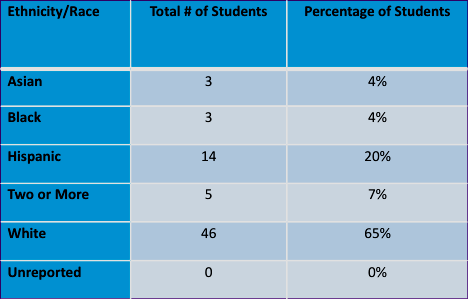 Ethnicity/Race Total # of Students Percentage of Students
Asian 3 4%
Black 3 4%
Hispanic 14 20%
Two or More 5 7%
White 46 65%
Unreported 0 0%